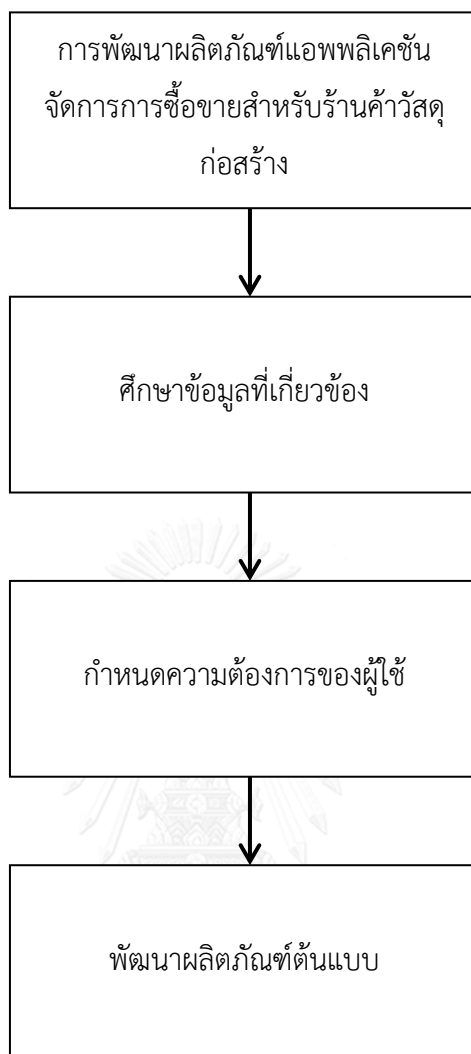 การพัฒนาผลิตภัณฑ์แอพพลิเคชัน
จัดการการซื้อขายสำหรับร้านค้าวัสดุ
ก่อสร้าง
ศึกษาข้อมูลที่เกี่ยวข้อง
กำหนดความต้องการของผู้ใช้
พัฒนาผลิตภัณฑ์ต้นแบบ